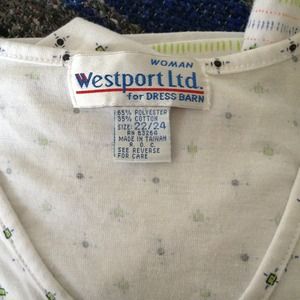 WOMAN
Westport Ltd.
for DRESS BARN
65% POLYESTER
35% COTTON
SIZE: 22/24
RN 83266
MADE IN TAIWAN
R. O. C.
SEE REVERSE
FOR CARE